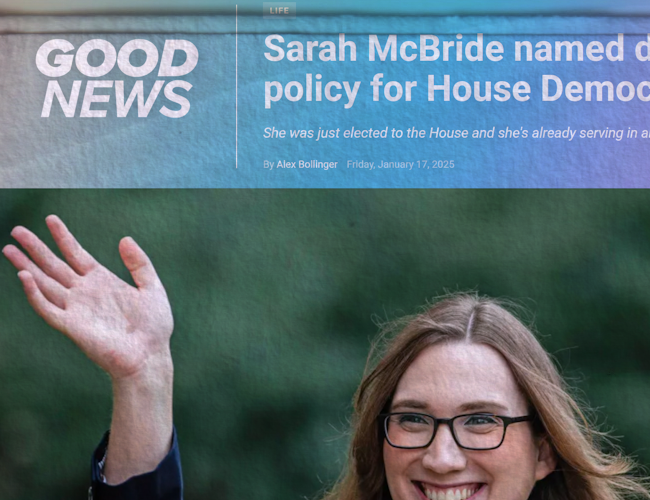 LIFE
GOOD
NEWS
Sarah McBride named d
policy for House Democ
She was just elected to the House and she's already serving in a
By Alex Bollinger Friday, January 17, 2025